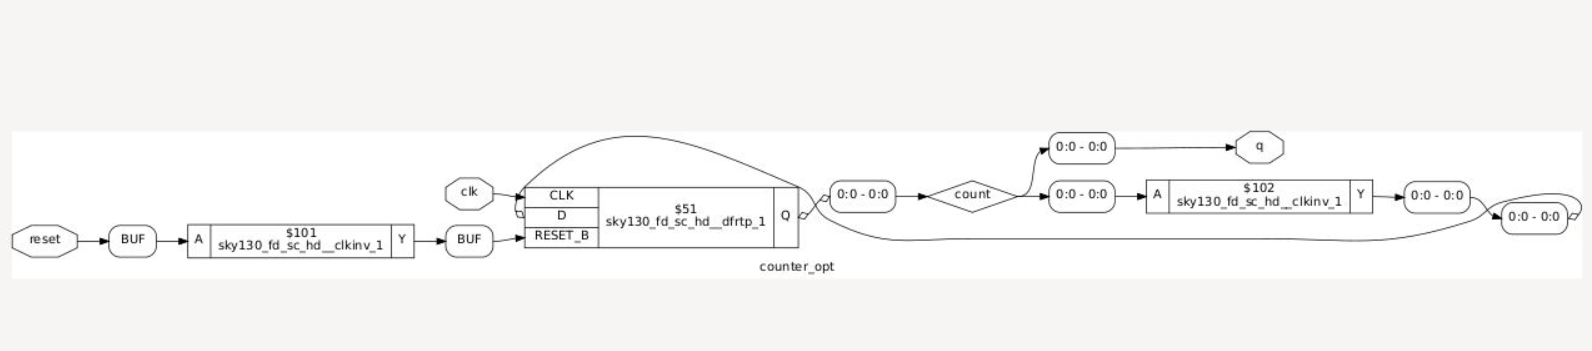 reset
BUF
A
$101
sky130_fd_sc_hd__clkinv_1
Y
BUF
clk
CLK
D
RESET_B
$51
sky130_fd_sc_hd__dfrtp_1
Q
0:0 - 0:0
count
0:0 - 0:0
q
0:0 - 0:0
A
$102
sky130_fd_sc_hd__clkinv_1
Y
0:0 - 0:0
0:0 - 0:0
counter_opt